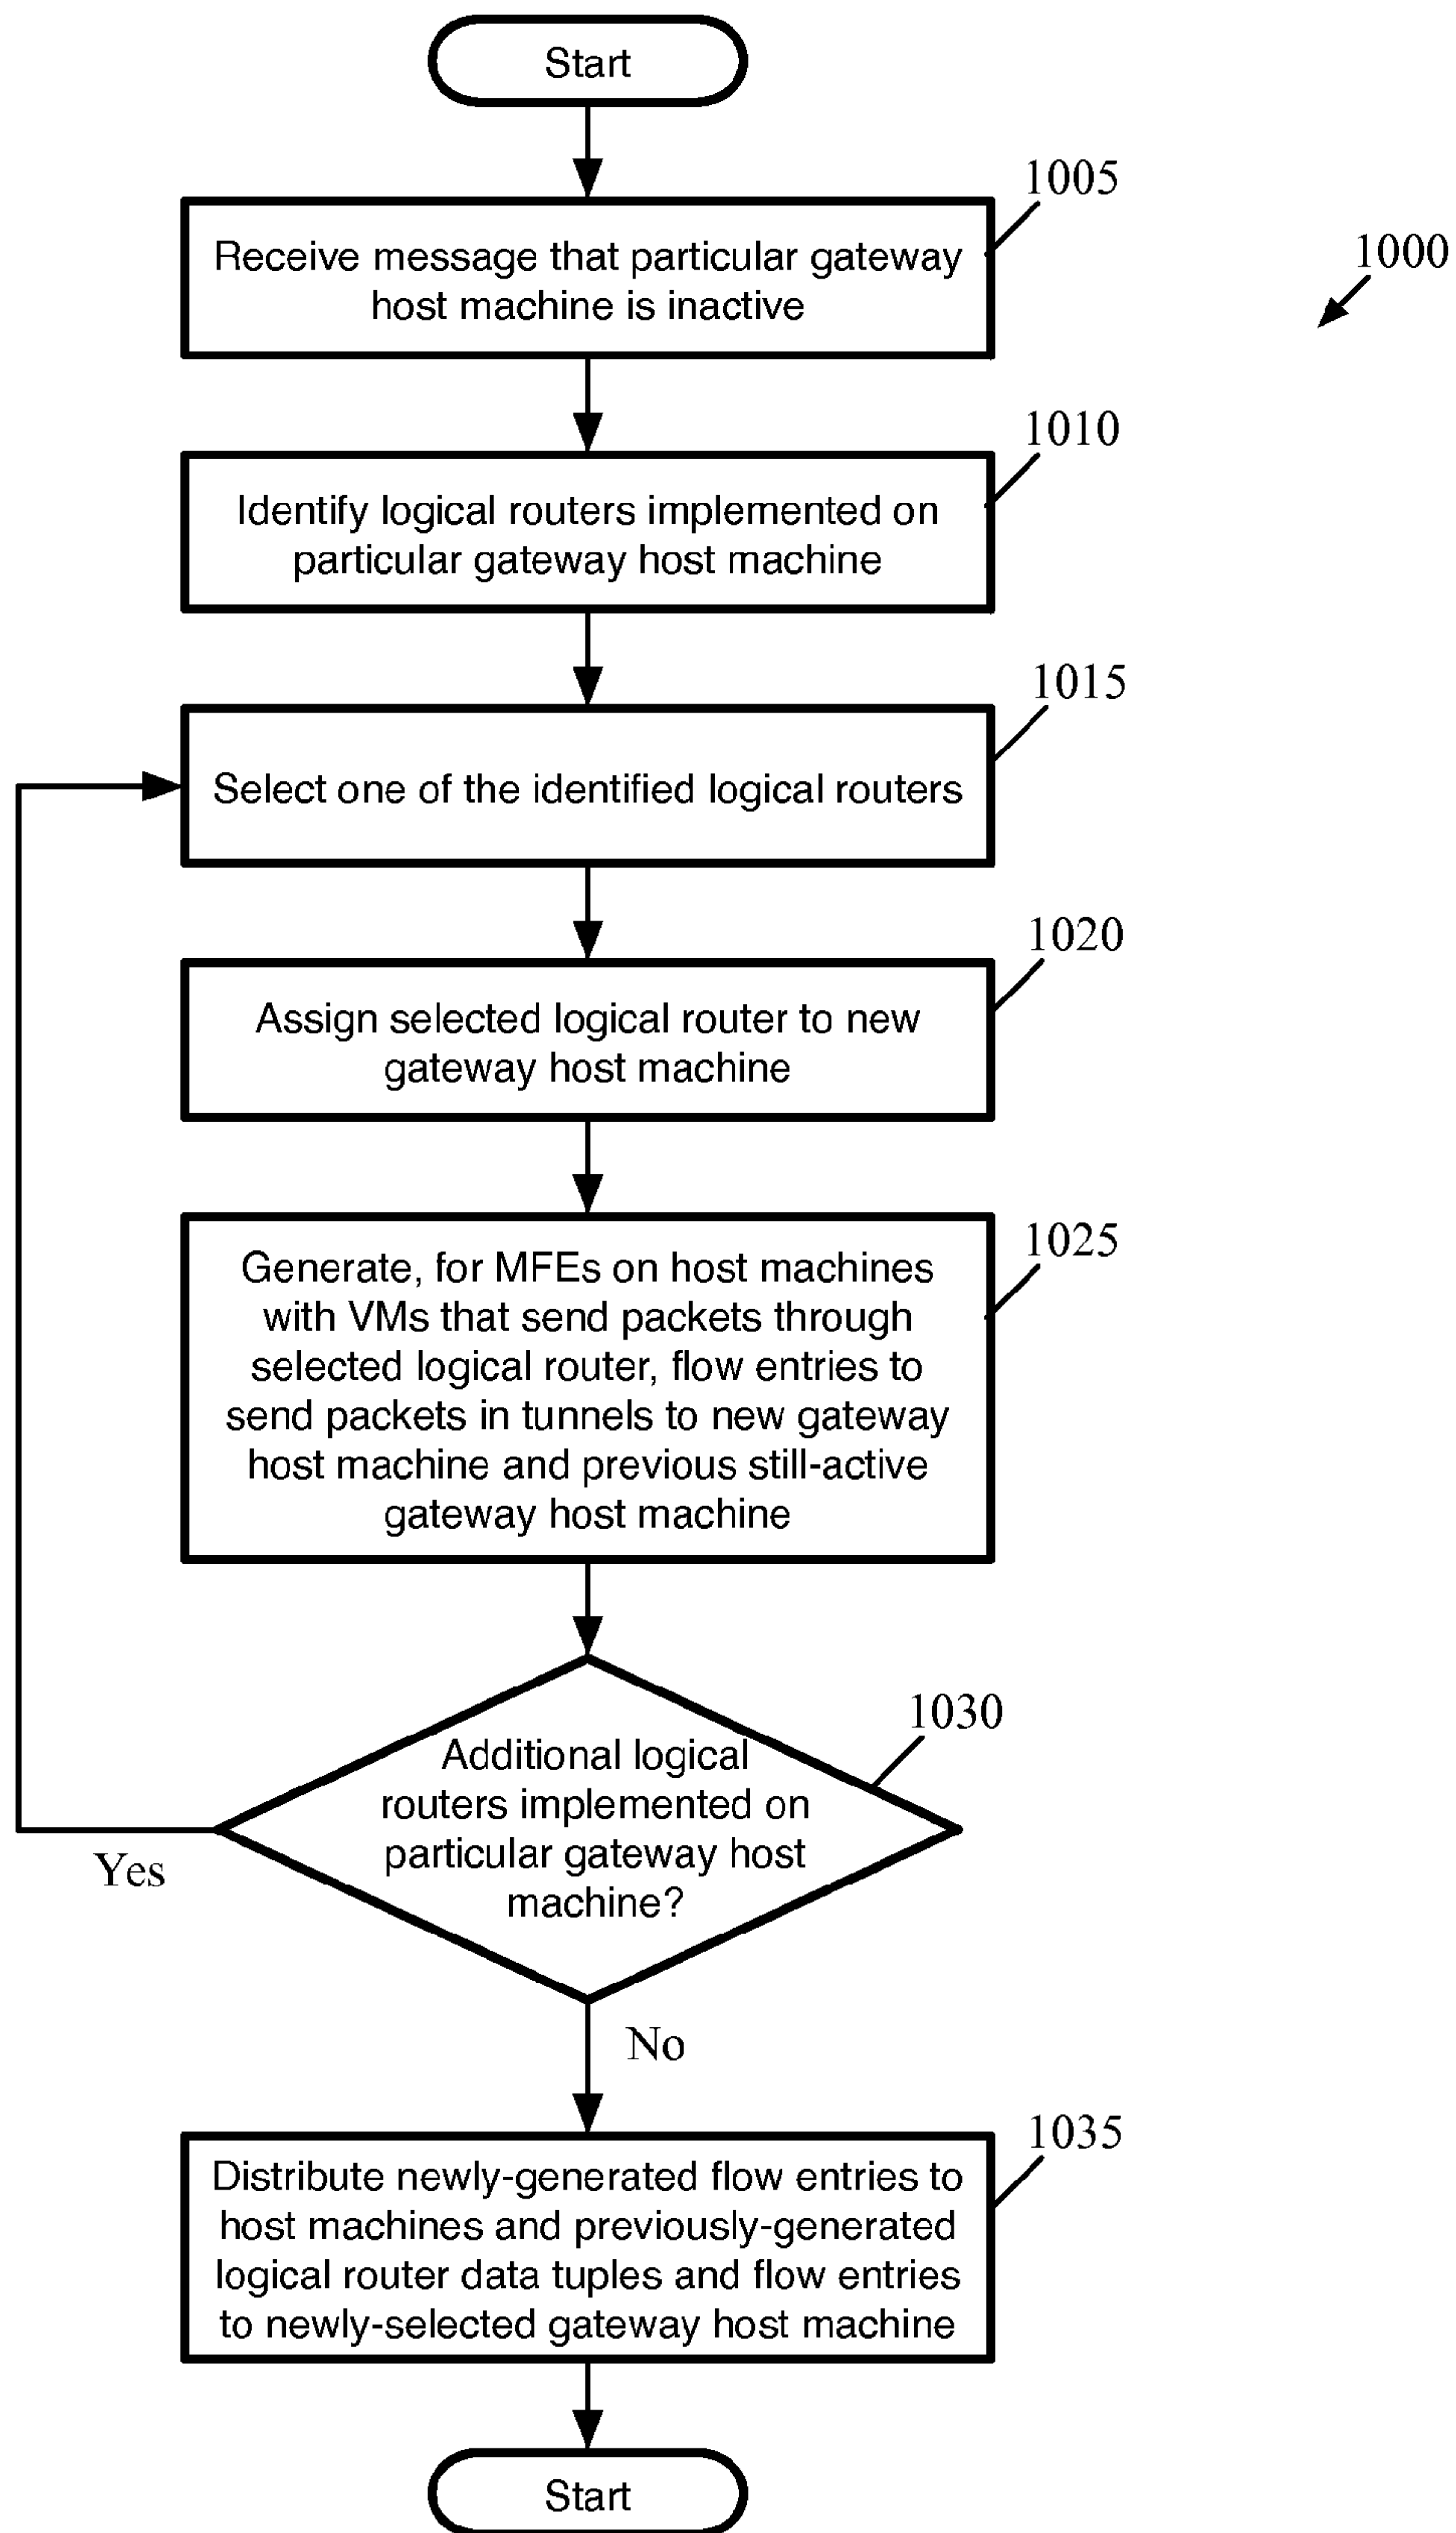 Start
1005
1000
Receive message that particular gateway
host machine is inactive
1010
Identify logical routers implemented on
particular gateway host machine
1015
Select one of the identified logical routers
1020
Assign selected logical router to new
gateway host machine
1025
Generate, for MFEs on host machines
with VMs that send packets through
selected logical router, flow entries to
send packets in tunnels to new gateway
host machine and previous still-active
gateway host machine
1030
Additional logical
routers implemented on
particular gateway host
machine?
Yes
No
1035
Distribute newly-generated flow entries to
host machines and previously-generated
logical router data tuples and flow entries
to newly-selected gateway host machine
Start